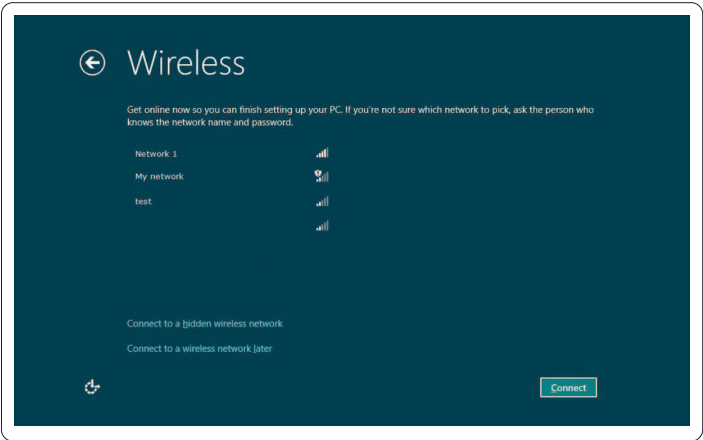 Wireless
Get online now so you can finish setting up your PC. If you're not sure which network to pick, ask the person who
knows the network name and password.
Network 1
My network
test
Connect to a hidden wireless network
Connect to a wireless network later
Connect